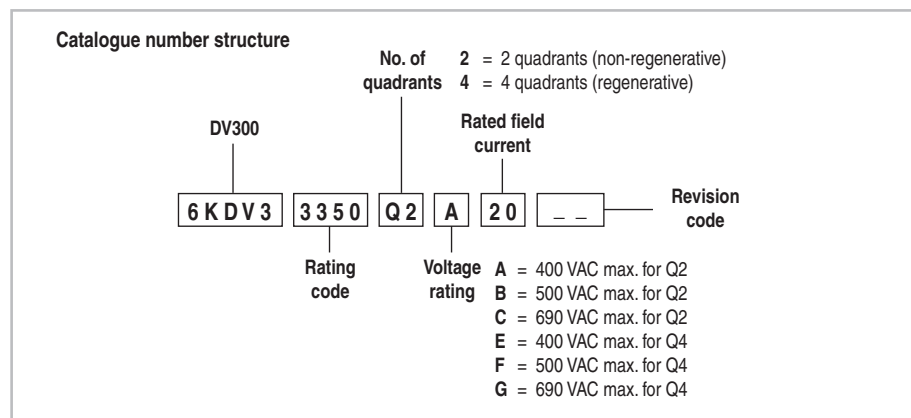 Catalogue number structure
No. of quadrants
2 = 2 quadrants (non-regenerative)
4 = 4 quadrants (regenerative)
DV300
Rated field current
6KDV3 3350 Q2 A 20 _ _
Revision code
Rating code
Voltage rating
A = 400 VAC max. for Q2
B = 500 VAC max. for Q2
C = 690 VAC max. for Q2
E = 400 VAC max. for Q4
F = 500 VAC max. for Q4
G = 690 VAC max. for Q4